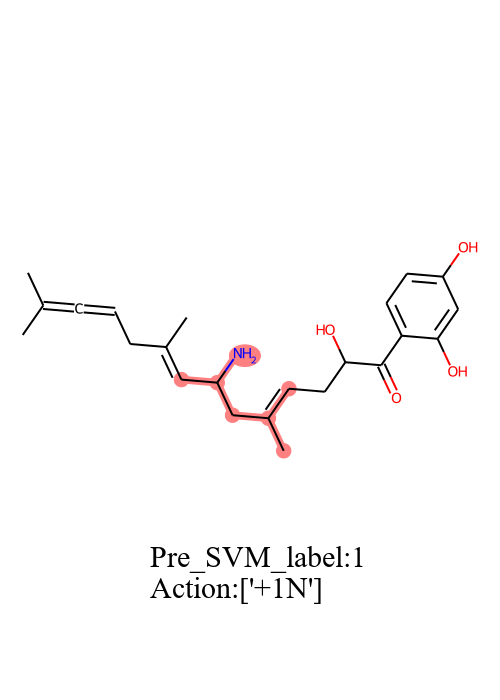 OH
C
HO
NH2
OH
O
Pre_SVM_label:1
Action:['+1N']